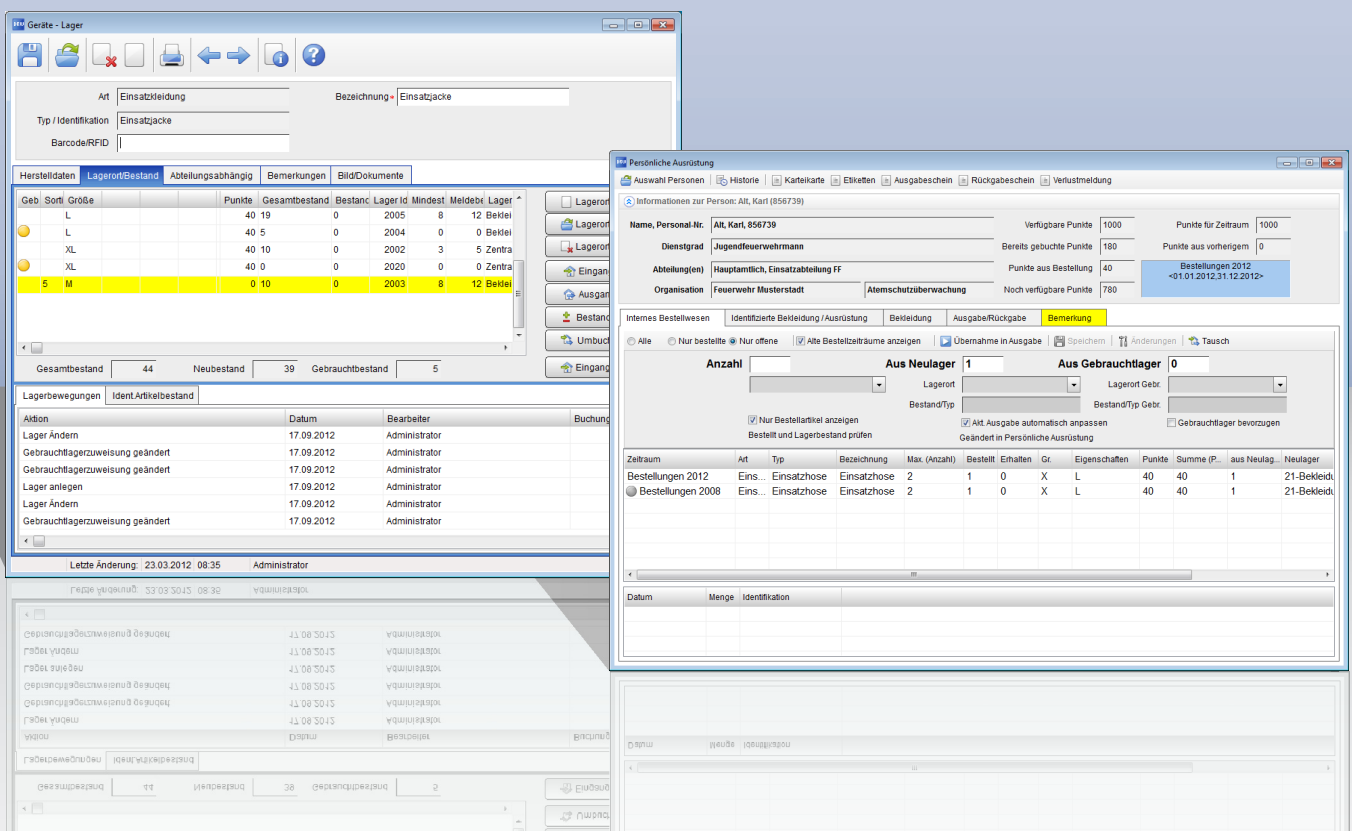 Geräte - Lager
Art Einsatzkleidung Bezeichnung* Einsatzjacke
Typ / Identifikation Einsatzjacke
Barcode/RFID
Herstelldaten Lagerort/Bestand Abteilungsabhängig Bemerkungen Bild/Dokumente
Geb Sorti Größe Punkte Gesamtbestand Bestand Lager Id Mindest Meldebe Lager
L 40 19 0 2005 8 12 Beklei
L 40 5 0 2004 0 0 Beklei
XL 40 10 0 2002 3 5 Zentra
XL 40 0 0 2020 0 0 Zentra
5 M 0 10 0 2003 8 12 Beklei
Lagerort
Lagerort
Lagerort
Eingang
Ausgan
Bestand
Umbuc
Eingang
Gesamtbestand 44 Neubestand 39 Gebrauchtbestand 5
Lagerbewegungen Ident.Artikelbestand
Aktion Datum Bearbeiter Buchung
Lager Ändern 17.09.2012 Administrator
Gebrauchtlagerzuweisung geändert 17.09.2012 Administrator
Gebrauchtlagerzuweisung geändert 17.09.2012 Administrator
Lager anlegen 17.09.2012 Administrator
Lager Ändern 17.09.2012 Administrator
Gebrauchtlagerzuweisung geändert 17.09.2012 Administrator
Letzte Änderung: 23.03.2012 08:35 Administrator
Persönliche Ausrüstung
Auswahl Personen Historie Karteikarte Etiketten Ausgabeschein Rückgabeschein Verlustmeldung
Informationen zur Person: Alt, Karl (856739)
Name, Personal-Nr. Alt, Karl, 856739 Verfügbare Punkte 1000 Punkte für Zeitraum 1000
Dienstgrad Jugendfeuerwehrmann Bereits gebuchte Punkte 180 Punkte aus vorherigem 0
Abteilung(en) Hauptamtlich, Einsatzabteilung FF Punkte aus Bestellung 40 Bestellungen 2012
<01.01.2012,31.12.2012>
Organisation Feuerwehr Musterstadt Atemschutzüberwachung Noch verfügbare Punkte 780
Internes Bestellwesen Identifizierte Bekleidung / Ausrüstung Bekleidung Ausgabe/Rückgabe Bemerkung
Alle Nur bestellte Nur offene Alte Bestellzeiträume anzeigen Übernahme in Ausgabe Speichern Änderungen Tausch
Anzahl Aus Neulager 1 Aus Gebrauchtlager 0
Lagerort Lagerort Gebr.
Bestand/Typ Bestand/Typ Gebr.
Nur Bestellartikel anzeigen Akt. Ausgabe automatisch anpassen Gebrauchtlager bevorzugen
Bestellt und Lagerbestand prüfen Geändert in Persönliche Ausrüstung
Zeitraum Art Typ Bezeichnung Max. (Anzahl) Bestellt Erhalten Gr. Eigenschaften Punkte Summe (P... aus Neulag... Neulager
Bestellungen 2012 Eins... Einsatzhose Einsatzhose 2 1 0 X L 40 40 1 21-Bekleidu
Bestellungen 2008 Eins... Einsatzhose Einsatzhose 2 1 0 X L 40 40 1 21-Bekleidu
Datum Menge Identifikation